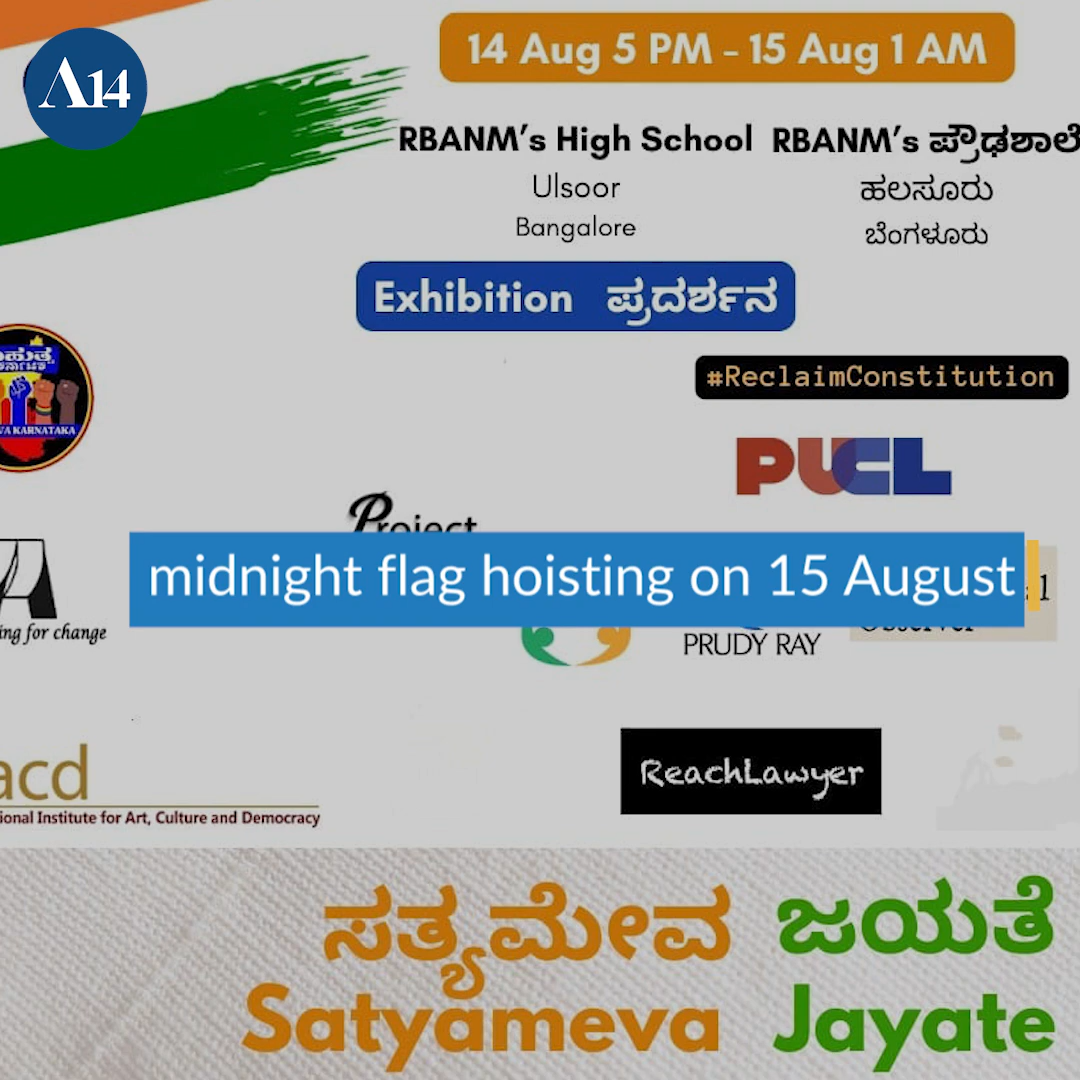 A14
14 Aug 5 PM - 15 Aug 1 AM
RBANM's High School RBANM's ಪ್ರೌಢಶಾಲೆ
Ulsoor ಹಲಸೂರು
Bangalore ಬೆಂಗಳೂರು
Exhibition ಪ್ರದರ್ಶನ
#ReclaimConstitution
KARNATAKA
PUCL
Project
midnight flag hoisting on 15 August
for change
PRUDY RAY
ReachLawyer
acd
Institute for Art, Culture and Democracy
ಸತ್ಯಮೇವ ಜಯತೆ
Satyameva Jayate